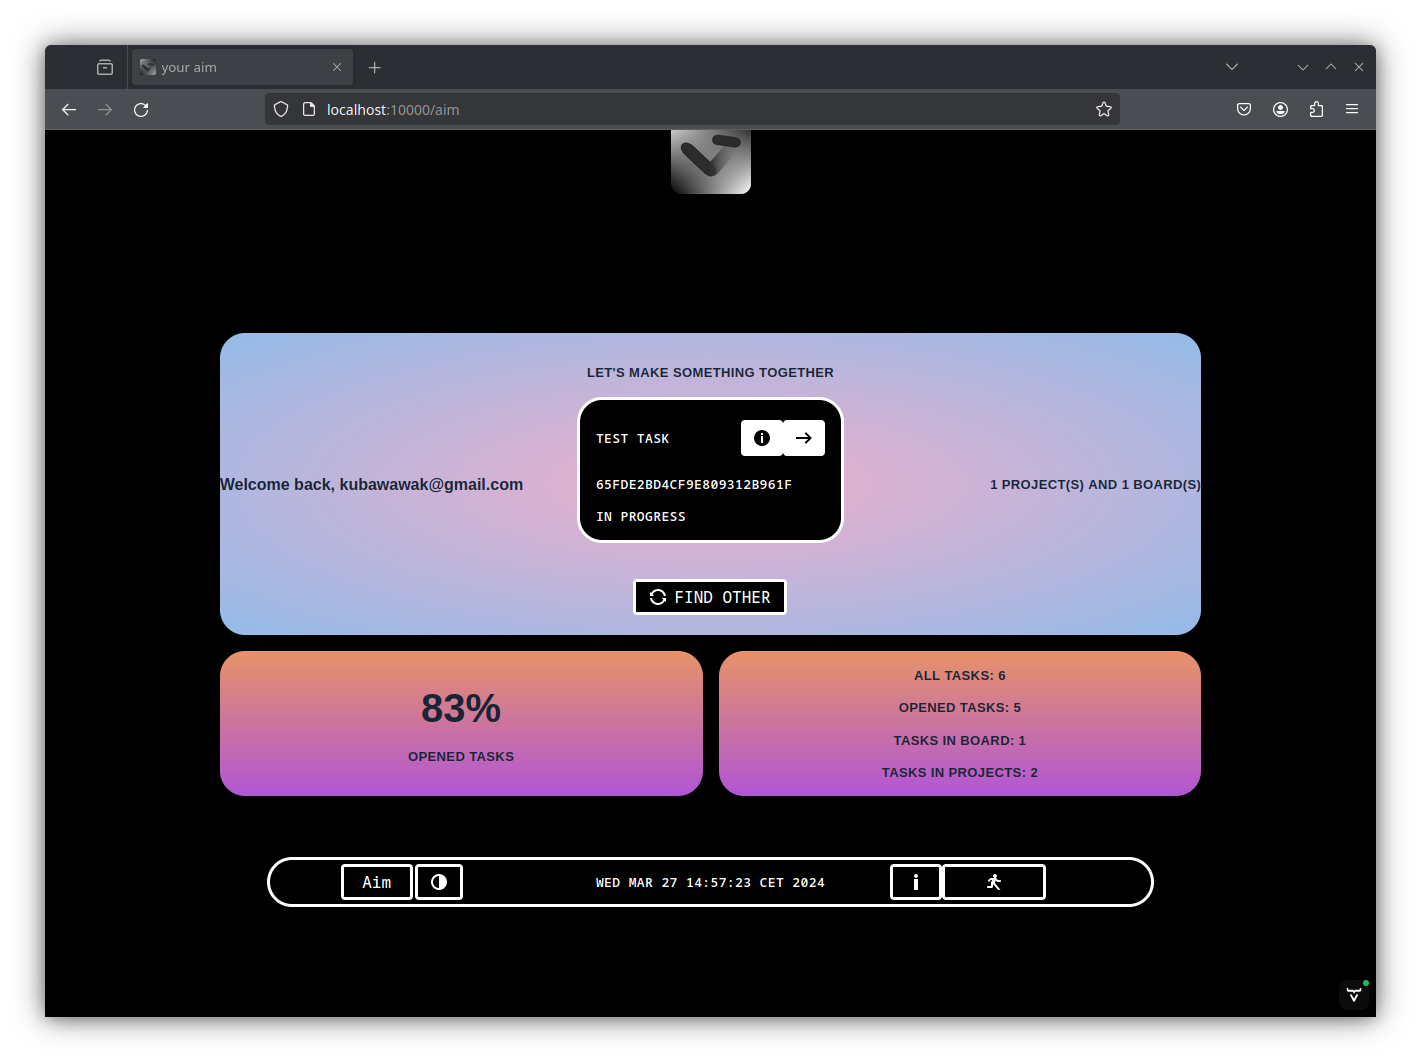 your aim
localhost:10000/aim
LET'S MAKE SOMETHING TOGETHER
TEST TASK
65FDE2BD4CF9E809312B961F
IN PROGRESS
Welcome back, kubawawak@gmail.com
1 PROJECT(S) AND 1 BOARD(S)
FIND OTHER
83%
OPENED TASKS
ALL TASKS: 6
OPENED TASKS: 5
TASKS IN BOARD: 1
TASKS IN PROJECTS: 2
Aim
WED MAR 27 14:57:23 CET 2024